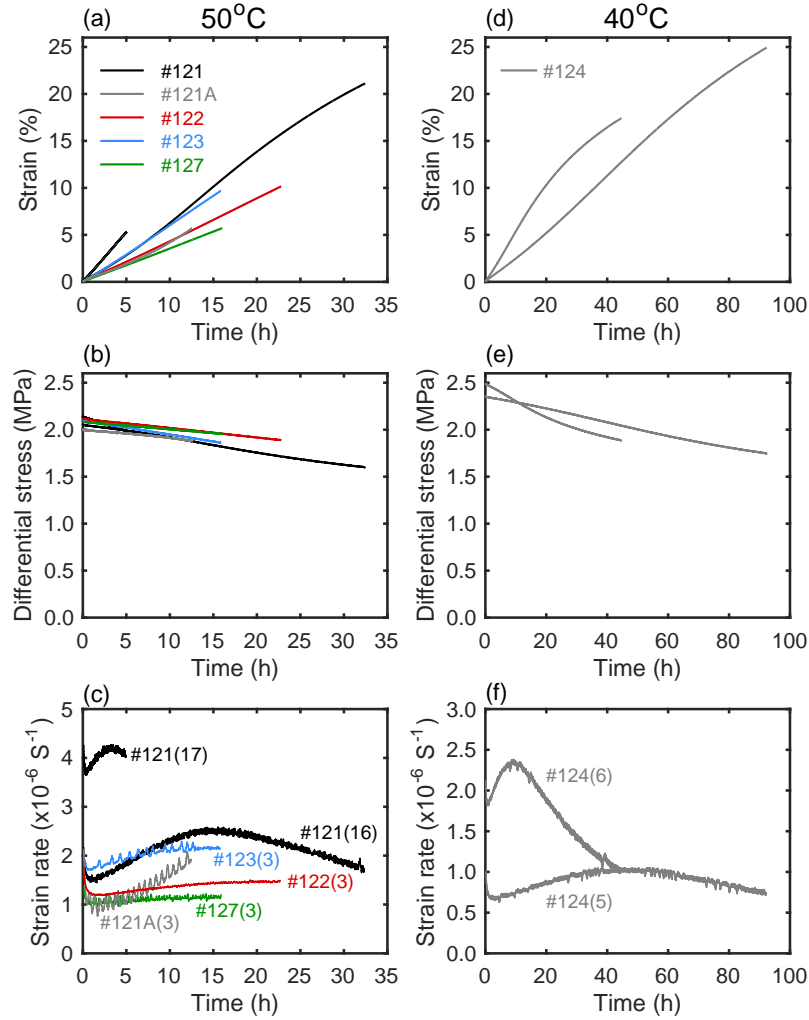 50°C
40°C
(a)
25
20
15
10
5
0
Strain (%)
#121
#121A
#122
#123
#127
0 5 10 15 20 25 30 35
Time (h)
(d)
25
20
15
10
5
0
Strain (%)
#124
0 20 40 60 80 100
Time (h)
(b)
2.5
2.0
1.5
1.0
0.5
0.0
Differential stress (MPa)
0 5 10 15 20 25 30 35
Time (h)
(e)
2.5
2.0
1.5
1.0
0.5
0.0
Differential stress (MPa)
0 20 40 60 80 100
Time (h)
(c)
5
4
3
2
1
0
Strain rate (x10⁻⁶ S⁻¹)
#121(17)
#121(16)
#123(3)
#122(3)
#127(3)
#121A(3)
0 5 10 15 20 25 30 35
Time (h)
(f)
3.0
2.5
2.0
1.5
1.0
0.5
0.0
Strain rate (x10⁻⁶ S⁻¹)
#124(6)
#124(5)
0 20 40 60 80 100
Time (h)